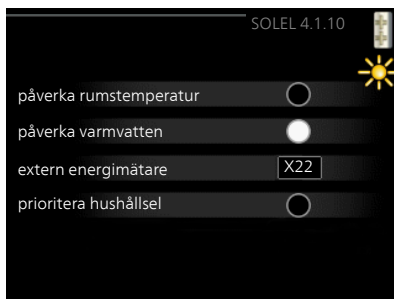 SOLEL 4.1.10
påverka rumstemperatur
påverka varmvatten
extern energimätare X22
prioritera hushållsel